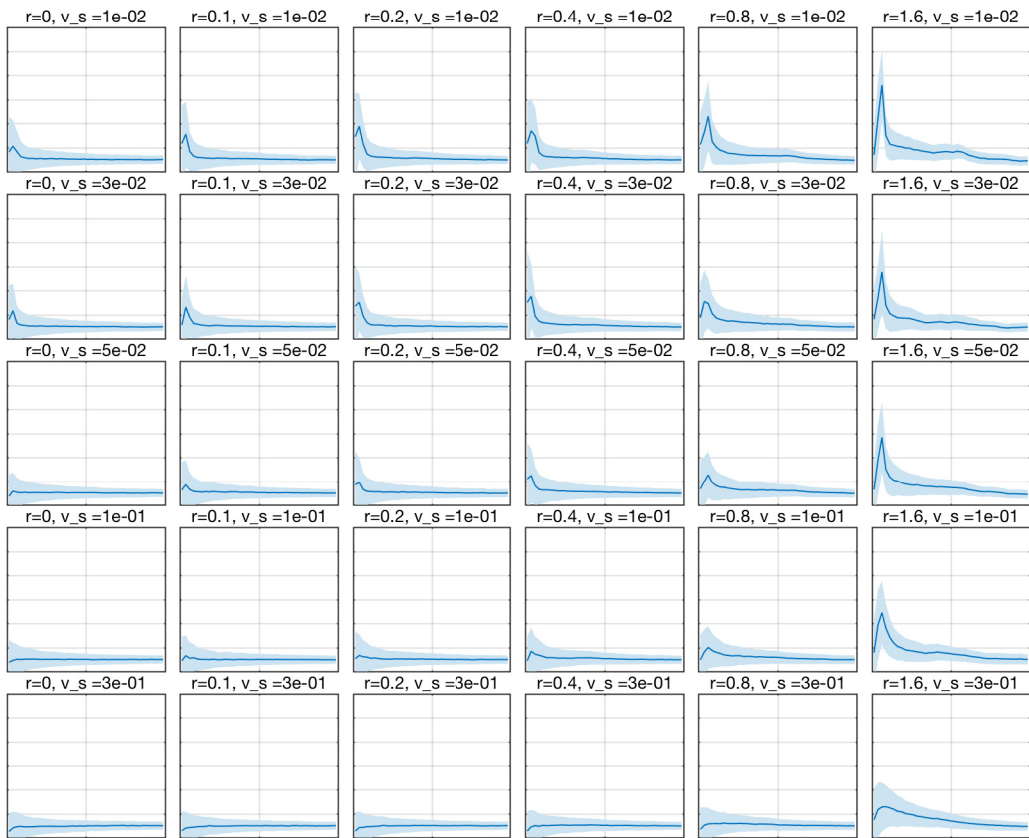 r=0, v_s =1e-02 r=0.1, v_s =1e-02 r=0.2, v_s =1e-02 r=0.4, v_s =1e-02 r=0.8, v_s =1e-02 r=1.6, v_s =1e-02
r=0, v_s =3e-02 r=0.1, v_s =3e-02 r=0.2, v_s =3e-02 r=0.4, v_s =3e-02 r=0.8, v_s =3e-02 r=1.6, v_s =3e-02
r=0, v_s =5e-02 r=0.1, v_s =5e-02 r=0.2, v_s =5e-02 r=0.4, v_s =5e-02 r=0.8, v_s =5e-02 r=1.6, v_s =5e-02
r=0, v_s =1e-01 r=0.1, v_s =1e-01 r=0.2, v_s =1e-01 r=0.4, v_s =1e-01 r=0.8, v_s =1e-01 r=1.6, v_s =1e-01
r=0, v_s =3e-01 r=0.1, v_s =3e-01 r=0.2, v_s =3e-01 r=0.4, v_s =3e-01 r=0.8, v_s =3e-01 r=1.6, v_s =3e-01